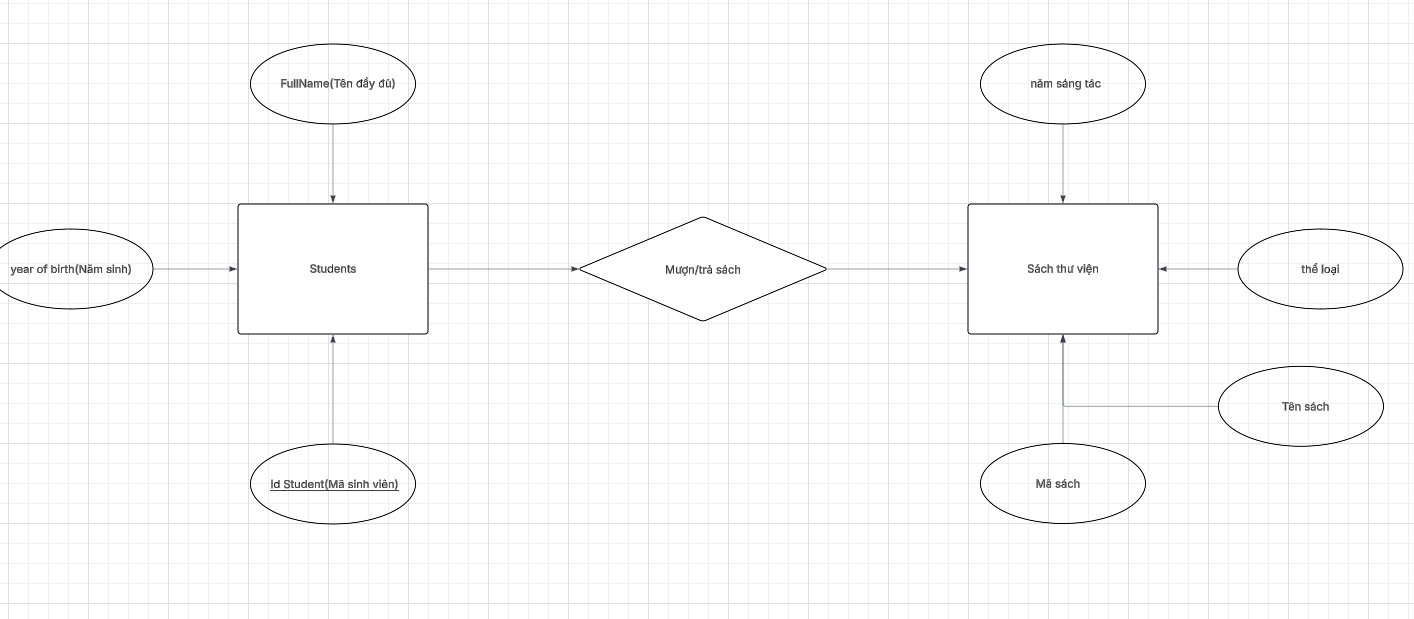 FullName(Tên đầy đủ)
năm sáng tác
year of birth(Năm sinh)
Students
Mượn/trả sách
Sách thư viện
thể loại
Tên sách
Id Student(Mã sinh viên)
Mã sách